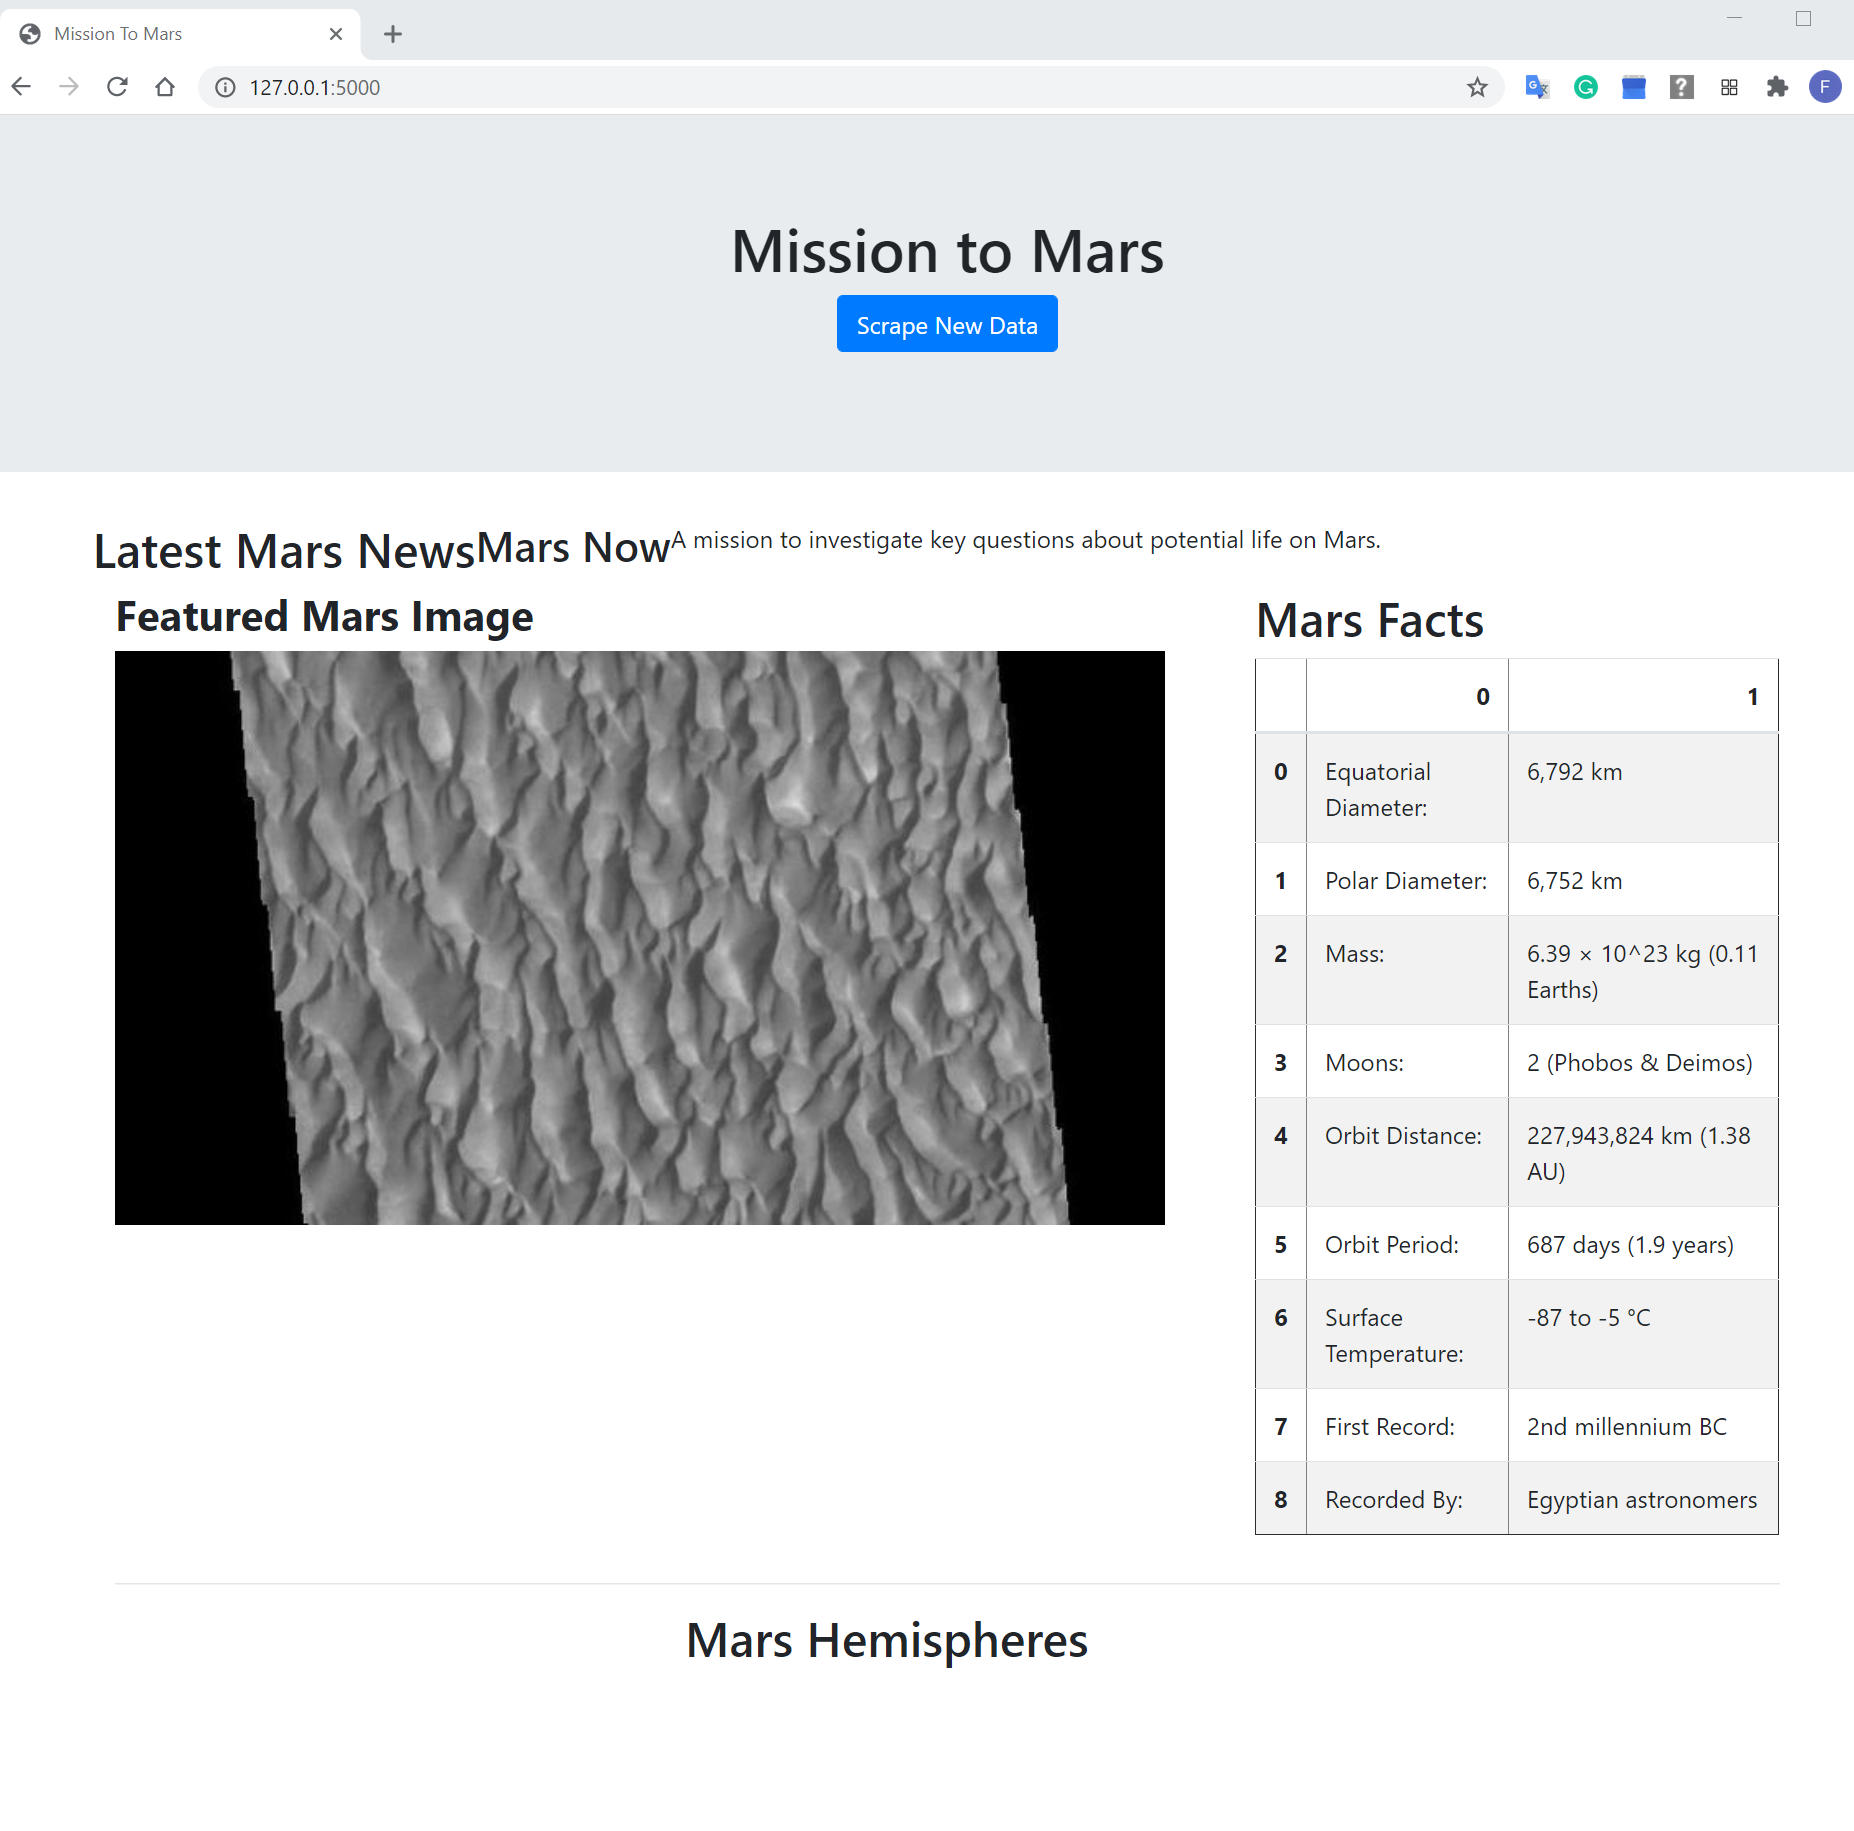 Mission To Mars
127.0.0.1:5000
F
Mission to Mars
Scrape New Data
Latest Mars News
Mars Now
A mission to investigate key questions about potential life on Mars.
Featured Mars Image
Mars Facts
0 1
0 Equatorial Diameter: 6,792 km
1 Polar Diameter: 6,752 km
2 Mass: 6.39 × 10^23 kg (0.11 Earths)
3 Moons: 2 (Phobos & Deimos)
4 Orbit Distance: 227,943,824 km (1.38 AU)
5 Orbit Period: 687 days (1.9 years)
6 Surface Temperature: -87 to -5 °C
7 First Record: 2nd millennium BC
8 Recorded By: Egyptian astronomers
Mars Hemispheres